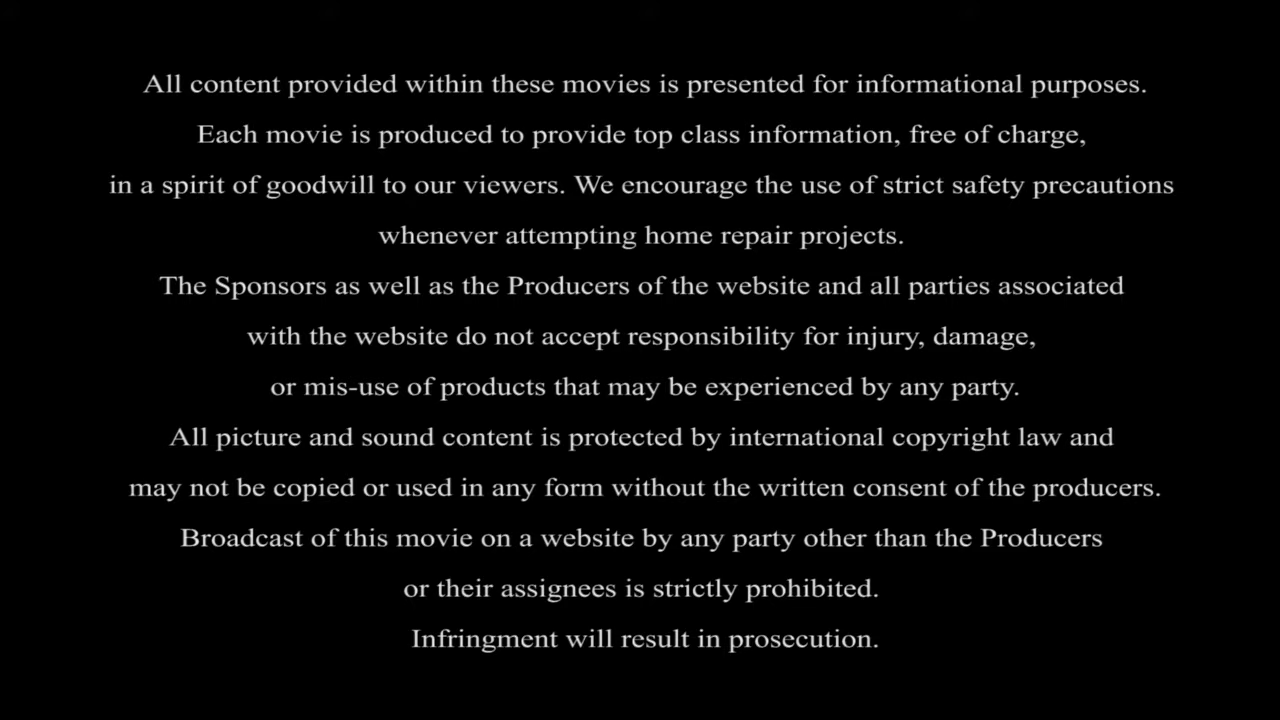 All content provided within these movies is presented for informational purposes.
Each movie is produced to provide top class information, free of charge,
in a spirit of goodwill to our viewers. We encourage the use of strict safety precautions
whenever attempting home repair projects.
The Sponsors as well as the Producers of the website and all parties associated
with the website do not accept responsibility for injury, damage,
or mis-use of products that may be experienced by any party.
All picture and sound content is protected by international copyright law and
may not be copied or used in any form without the written consent of the producers.
Broadcast of this movie on a website by any party other than the Producers
or their assignees is strictly prohibited.
Infringment will result in prosecution.